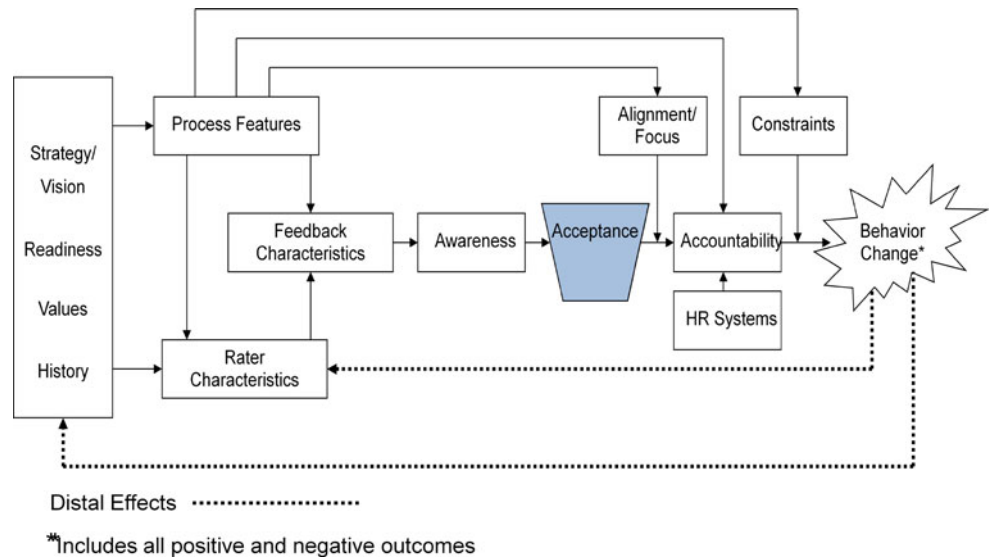 Strategy/
Vision
Readiness
Values
History
Process Features
Feedback
Characteristics
Rater
Characteristics
Awareness
Acceptance
Alignment/
Focus
Accountability
HR Systems
Constraints
Behavior
Change*
Distal Effects
*Includes all positive and negative outcomes